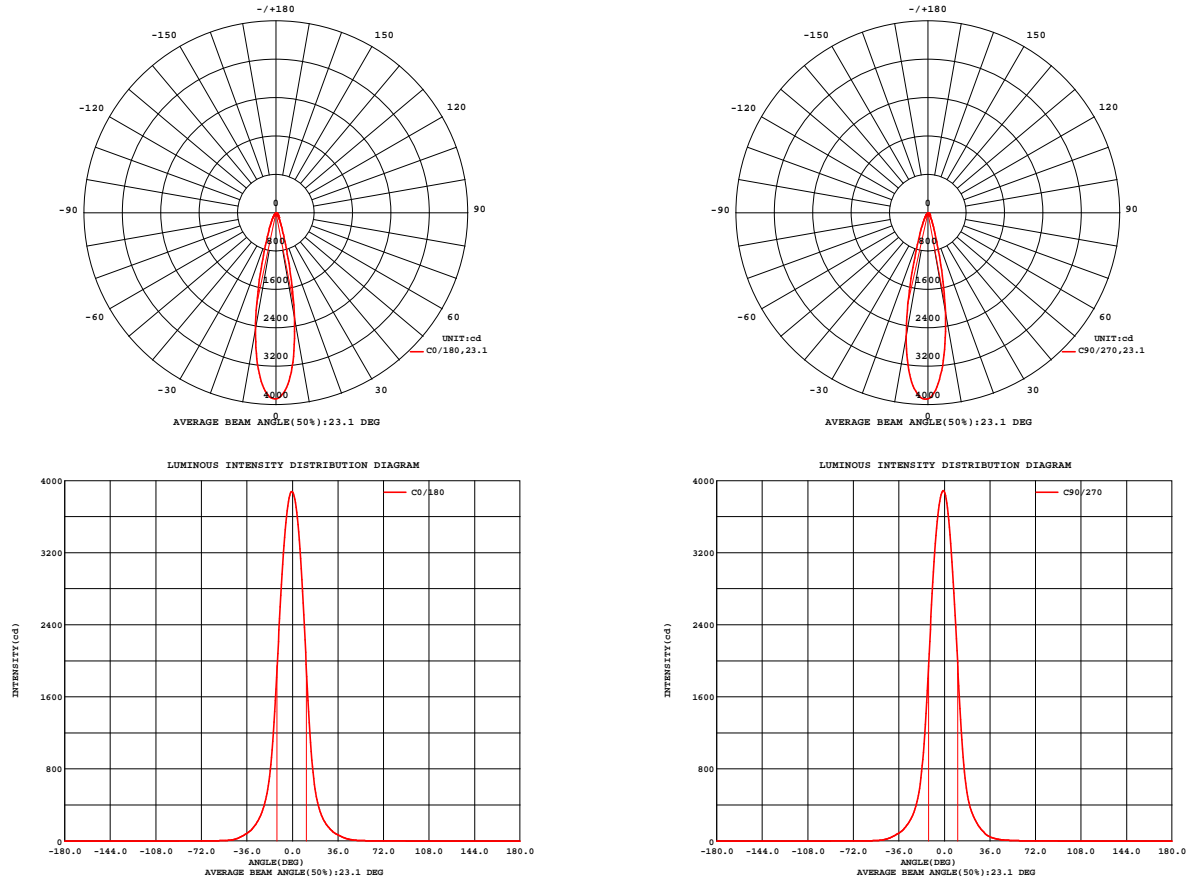 -/+180
-150 150
-120 120
-90 90
-60 60
-30 30
0
0
800
1600
2400
3200
4000
UNIT:cd
C0/180,23.1
AVERAGE BEAM ANGLE(50%):23.1 DEG
-/+180
-150 150
-120 120
-90 90
-60 60
-30 30
0
0
800
1600
2400
3200
4000
UNIT:cd
C90/270,23.1
AVERAGE BEAM ANGLE(50%):23.1 DEG
LUMINOUS INTENSITY DISTRIBUTION DIAGRAM
C0/180
INTENSITY(cd)
4000
3200
2400
1600
800
0
-180.0 -144.0 -108.0 -72.0 -36.0 0.0 36.0 72.0 108.0 144.0 180.0
ANGLE(DEG)
AVERAGE BEAM ANGLE(50%):23.1 DEG
LUMINOUS INTENSITY DISTRIBUTION DIAGRAM
C90/270
INTENSITY(cd)
4000
3200
2400
1600
800
0
-180.0 -144.0 -108.0 -72.0 -36.0 0.0 36.0 72.0 108.0 144.0 180.0
ANGLE(DEG)
AVERAGE BEAM ANGLE(50%):23.1 DEG